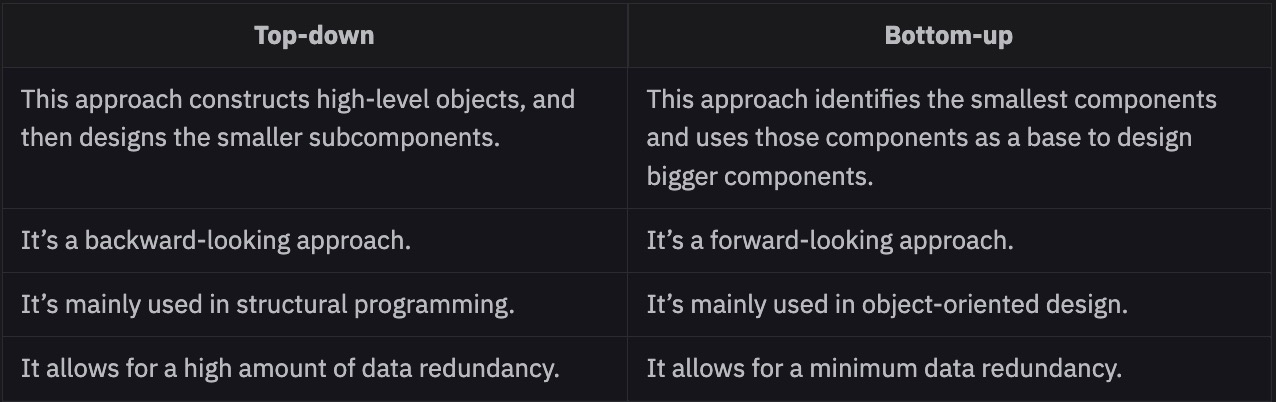 Top-down
Bottom-up
This approach constructs high-level objects, and
then designs the smaller subcomponents.
This approach identifies the smallest components
and uses those components as a base to design
bigger components.
It’s a backward-looking approach.
It’s a forward-looking approach.
It’s mainly used in structural programming.
It’s mainly used in object-oriented design.
It allows for a high amount of data redundancy.
It allows for a minimum data redundancy.